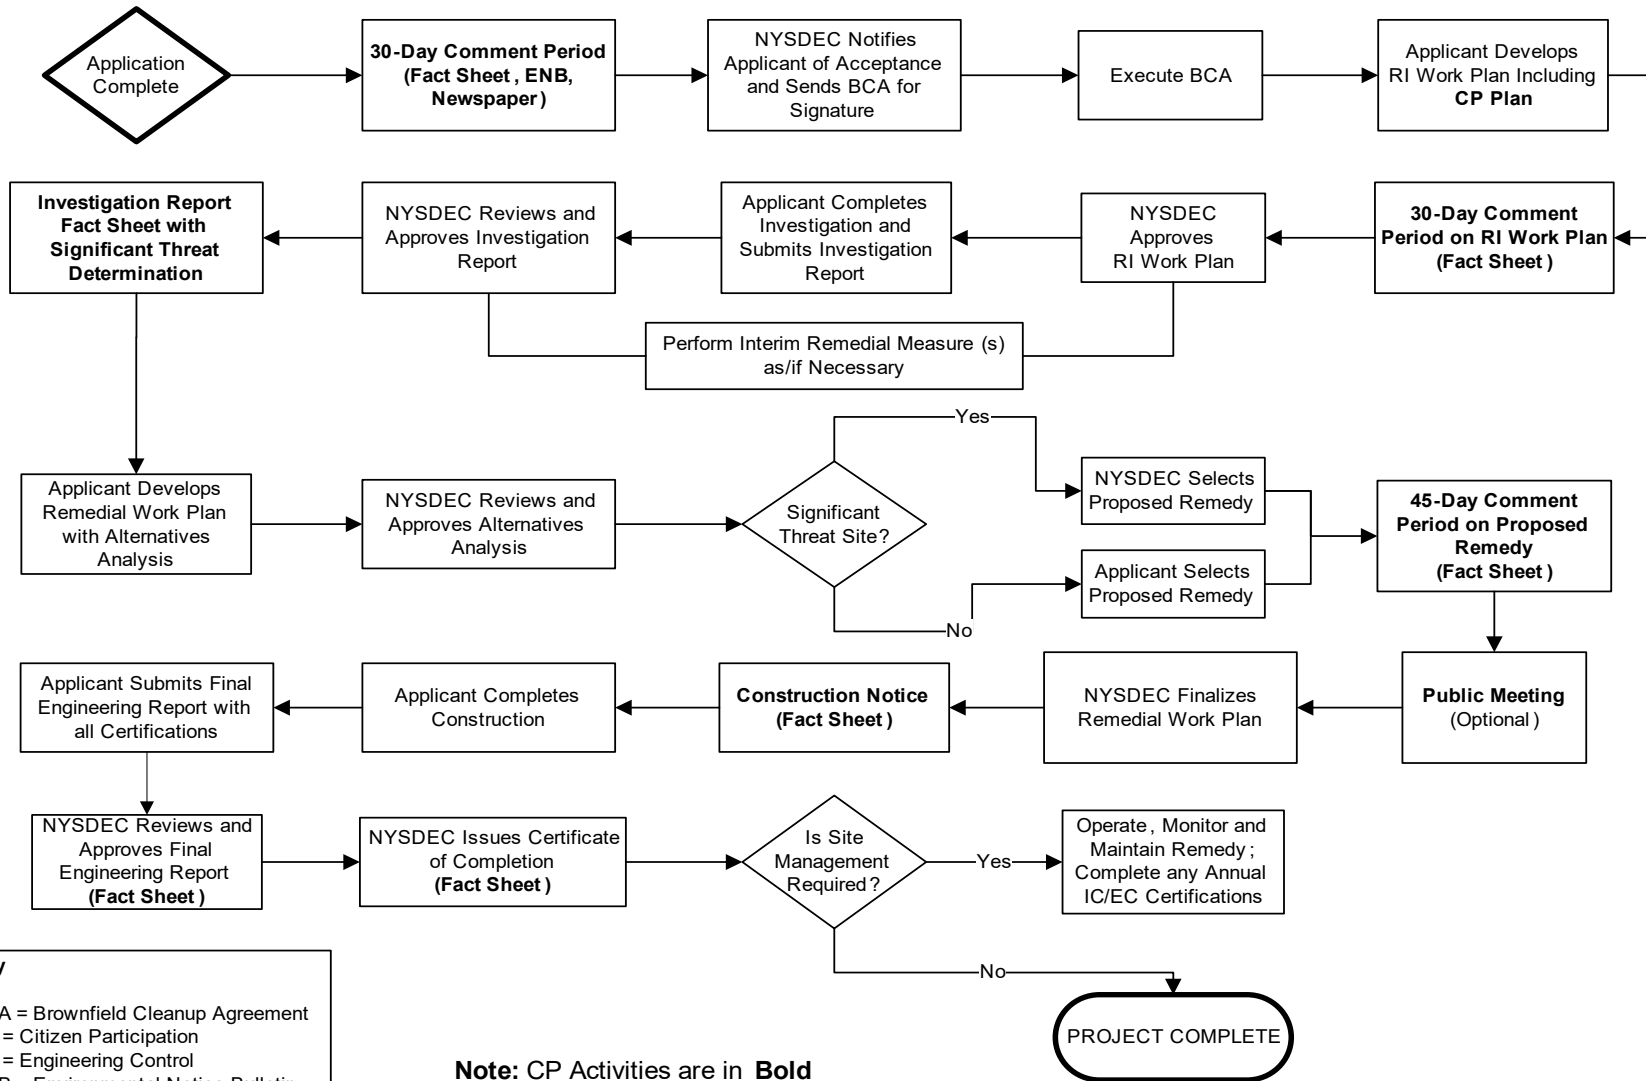 Application
Complete
30-Day Comment Period
(Fact Sheet, ENB,
Newspaper)
NYSDEC Notifies
Applicant of Acceptance
and Sends BCA for
Signature
Execute BCA
Applicant Develops
RI Work Plan Including
CP Plan
Investigation Report
Fact Sheet with
Significant Threat
Determination
NYSDEC Reviews and
Approves Investigation
Report
Applicant Completes
Investigation and
Submits Investigation
Report
NYSDEC
Approves
RI Work Plan
30-Day Comment
Period on RI Work Plan
(Fact Sheet)
Perform Interim Remedial Measure (s)
as/if Necessary
Applicant Develops
Remedial Work Plan
with Alternatives
Analysis
NYSDEC Reviews and
Approves Alternatives
Analysis
Significant
Threat Site?
Yes
No
NYSDEC Selects
Proposed Remedy
Applicant Selects
Proposed Remedy
45-Day Comment
Period on Proposed
Remedy
(Fact Sheet)
Applicant Submits Final
Engineering Report with
all Certifications
Applicant Completes
Construction
Construction Notice
(Fact Sheet)
NYSDEC Finalizes
Remedial Work Plan
Public Meeting
(Optional)
NYSDEC Reviews and
Approves Final
Engineering Report
(Fact Sheet)
NYSDEC Issues Certificate
of Completion
(Fact Sheet)
Is Site
Management
Required?
Yes
Operate, Monitor and
Maintain Remedy;
Complete any Annual
IC/EC Certifications
No
PROJECT COMPLETE
A = Brownfield Cleanup Agreement
= Citizen Participation
= Engineering Control
Note: CP Activities are in Bold